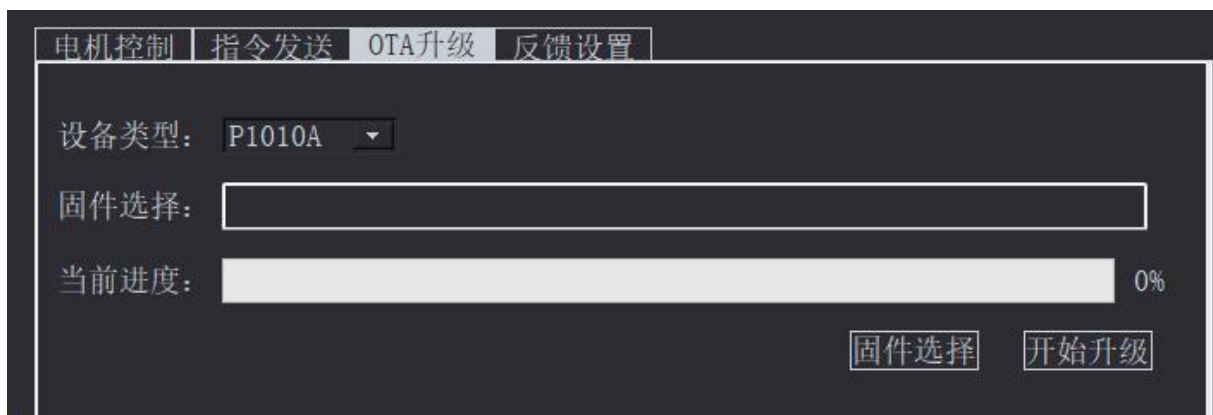 电机控制 指令发送 OTA升级 反馈设置
设备类型： P1010A
固件选择：
当前进度： 0%
固件选择 开始升级